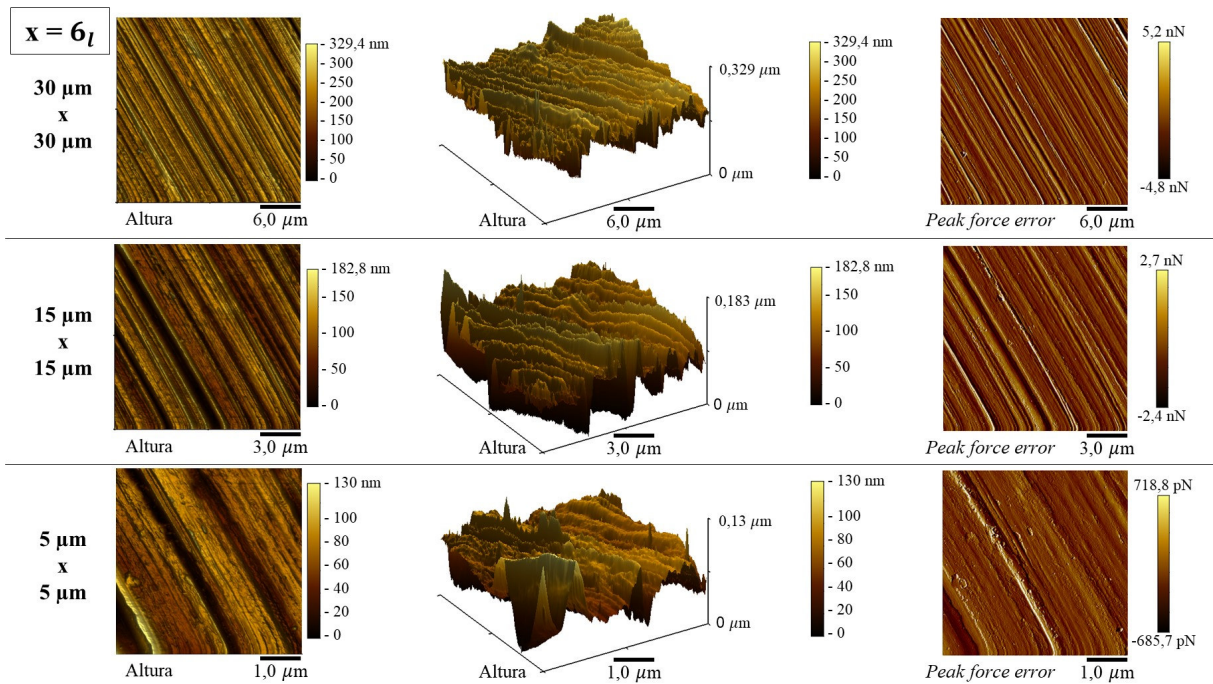 x = 6l
30 µm
x
30 µm
- 329,4 nm
- 300
- 250
- 200
- 150
- 100
- 50
- 0
Altura
6,0 µm
0,329 µm
0 µm
Altura
6,0 µm
- 329,4 nm
- 300
- 250
- 200
- 150
- 100
- 50
- 0
5,2 nN
-4,8 nN
Peak force error
6,0 µm
15 µm
x
15 µm
- 182,8 nm
- 150
- 100
- 50
- 0
Altura
3,0 µm
0,183 µm
0 µm
Altura
3,0 µm
- 182,8 nm
- 150
- 100
- 50
- 0
2,7 nN
-2,4 nN
Peak force error
3,0 µm
5 µm
x
5 µm
- 130 nm
- 100
- 80
- 60
- 40
- 20
- 0
Altura
1,0 µm
0,13 µm
0 µm
Altura
1,0 µm
- 130 nm
- 100
- 80
- 60
- 40
- 20
- 0
718,8 pN
-685,7 pN
Peak force error
1,0 µm